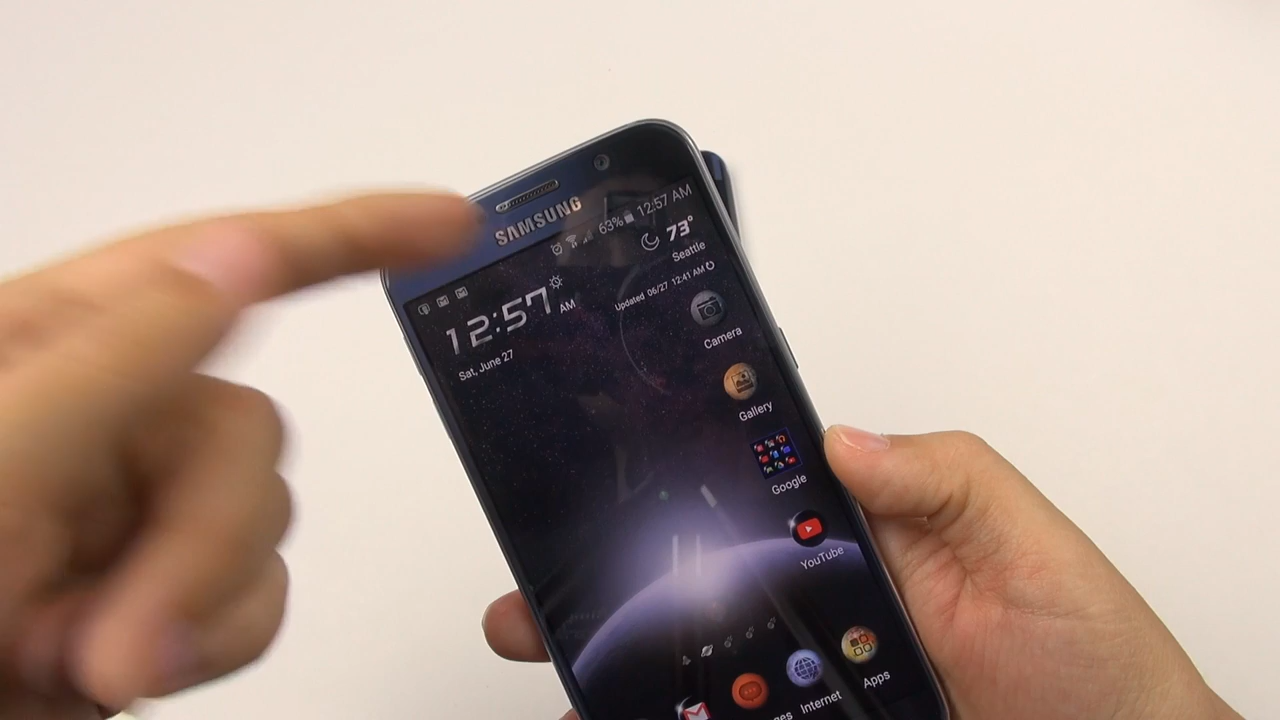 SAMSUNG
63% 12:57 AM
12:57 AM
Sat, June 27
73°
Seattle
Updated 06/27 12:41 AM
Camera
Gallery
Google
YouTube
Apps
Internet